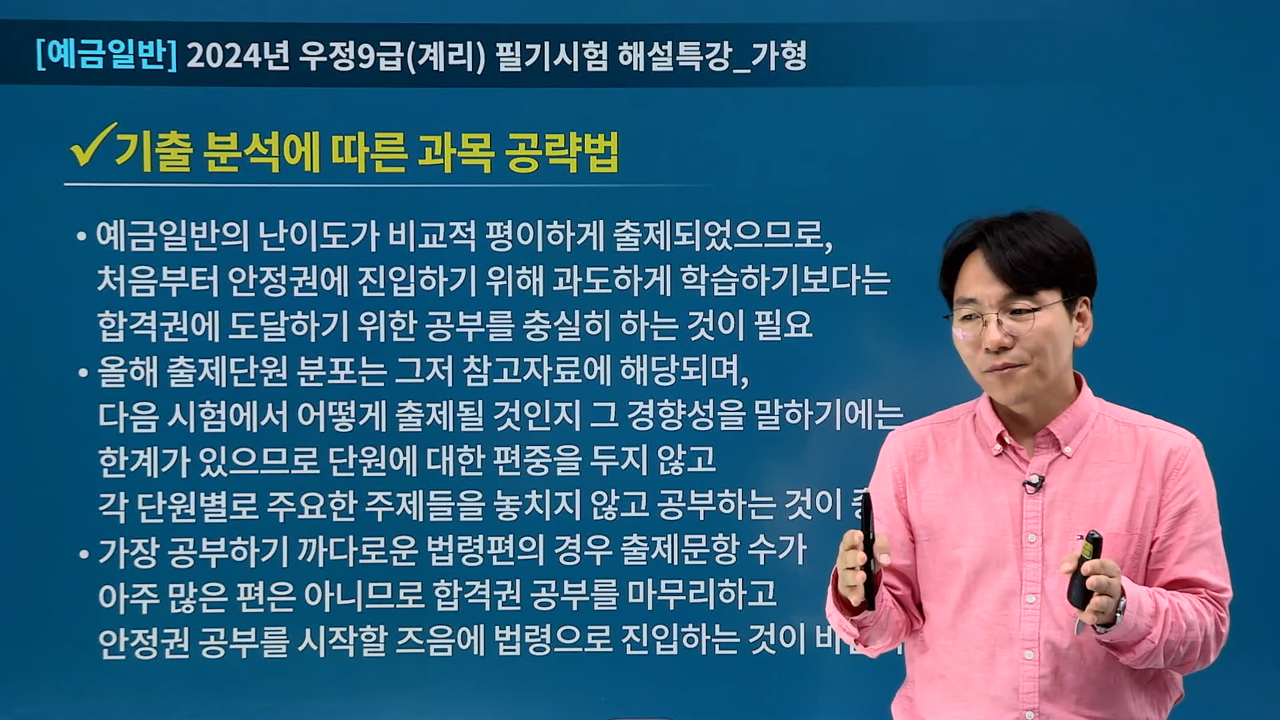 [예금일반] 2024년 우정9급(계리) 필기시험 해설특강_가형
✓기출 분석에 따른 과목 공략법
• 예금일반의 난이도가 비교적 평이하게 출제되었으므로,
처음부터 안정권에 진입하기 위해 과도하게 학습하기보다는
합격권에 도달하기 위한 공부를 충실히 하는 것이 필요
• 올해 출제단원 분포는 그저 참고자료에 해당되며,
다음 시험에서 어떻게 출제될 것인지 그 경향성을 말하기에는
한계가 있으므로 단원에 대한 편중을 두지 않고
각 단원별로 주요한 주제들을 놓치지 않고 공부하는 것이
• 가장 공부하기 까다로운 법령편의 경우 출제문항 수가
아주 많은 편은 아니므로 합격권 공부를 마무리하고
안정권 공부를 시작할 즈음에 법령으로 진입하는 것이